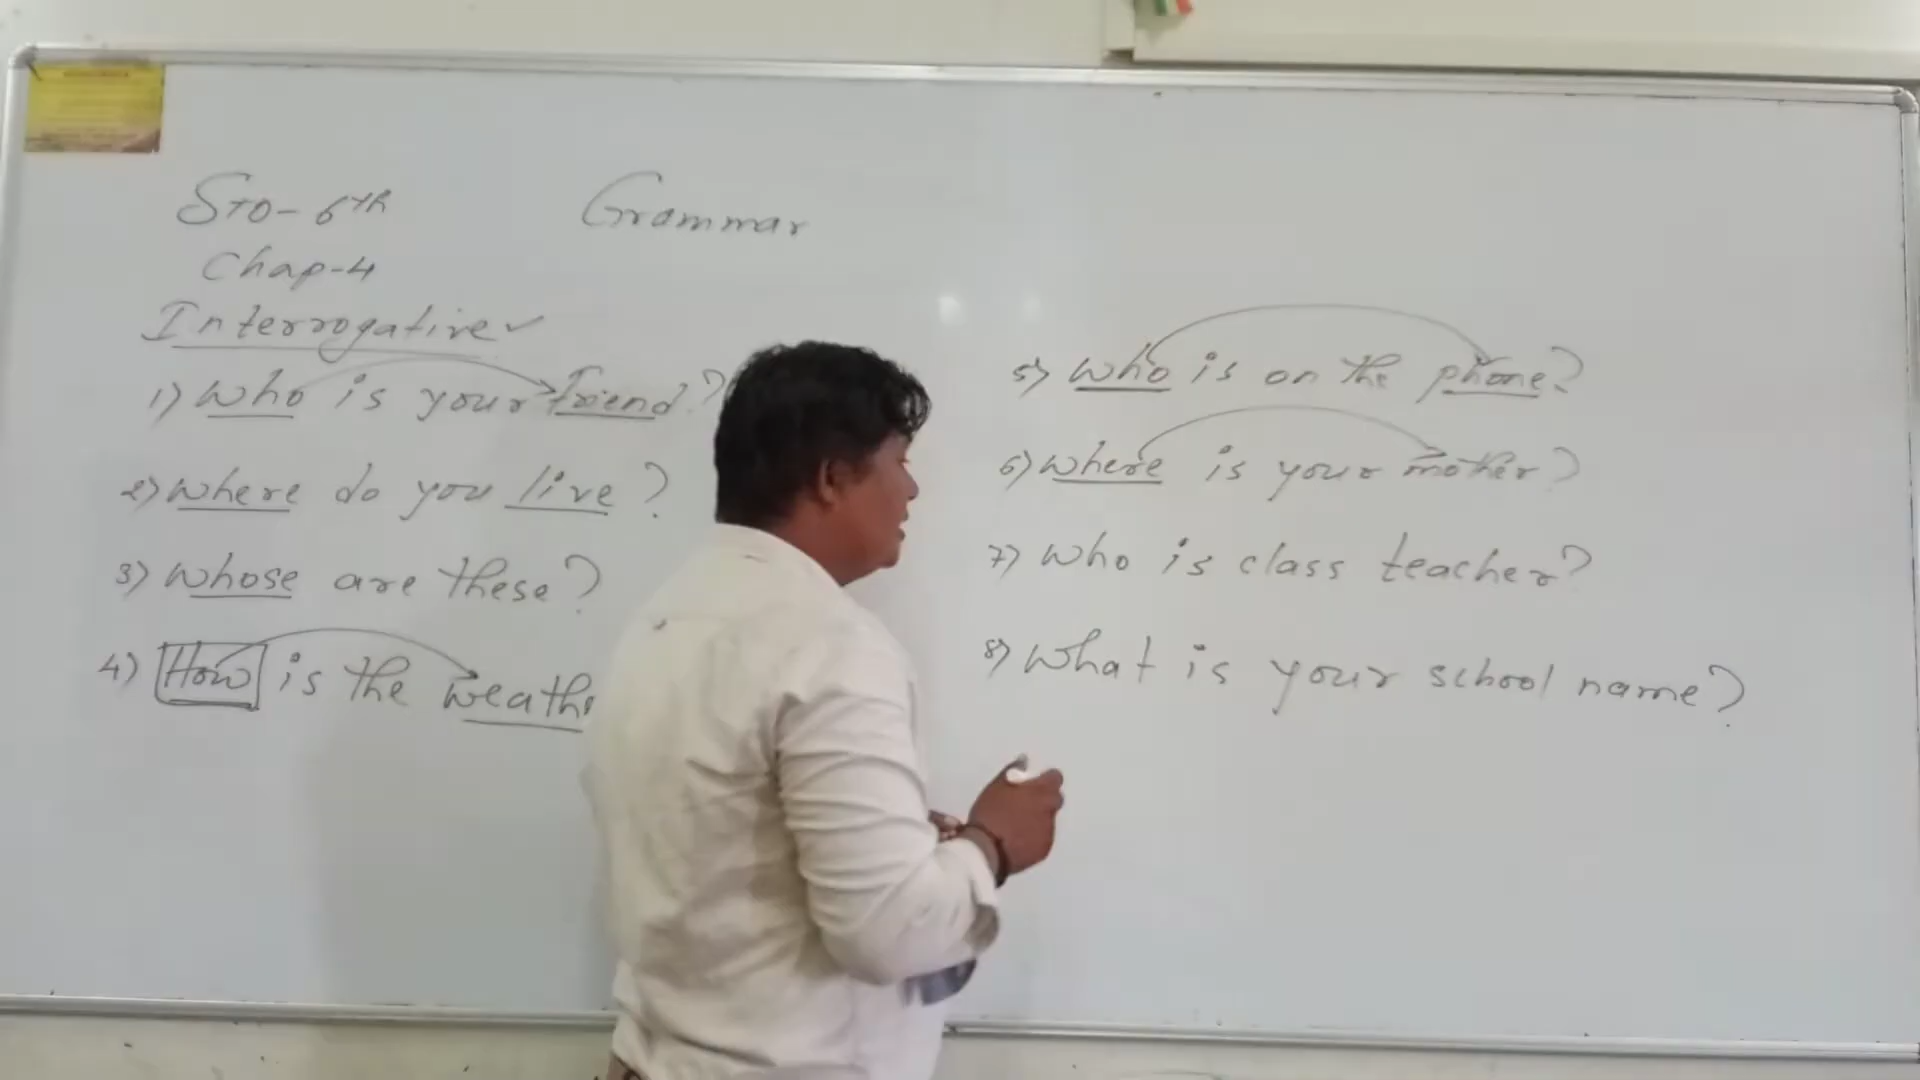 STD- 6th
Grammar
Chap-4
Interrogative
1) Who is your friend?
2) where do you live?
3) Whose are these?
4) How is the
5) Who is on the phone?
6) where is your mother?
7) Who is class teacher?
8) What is your school name?